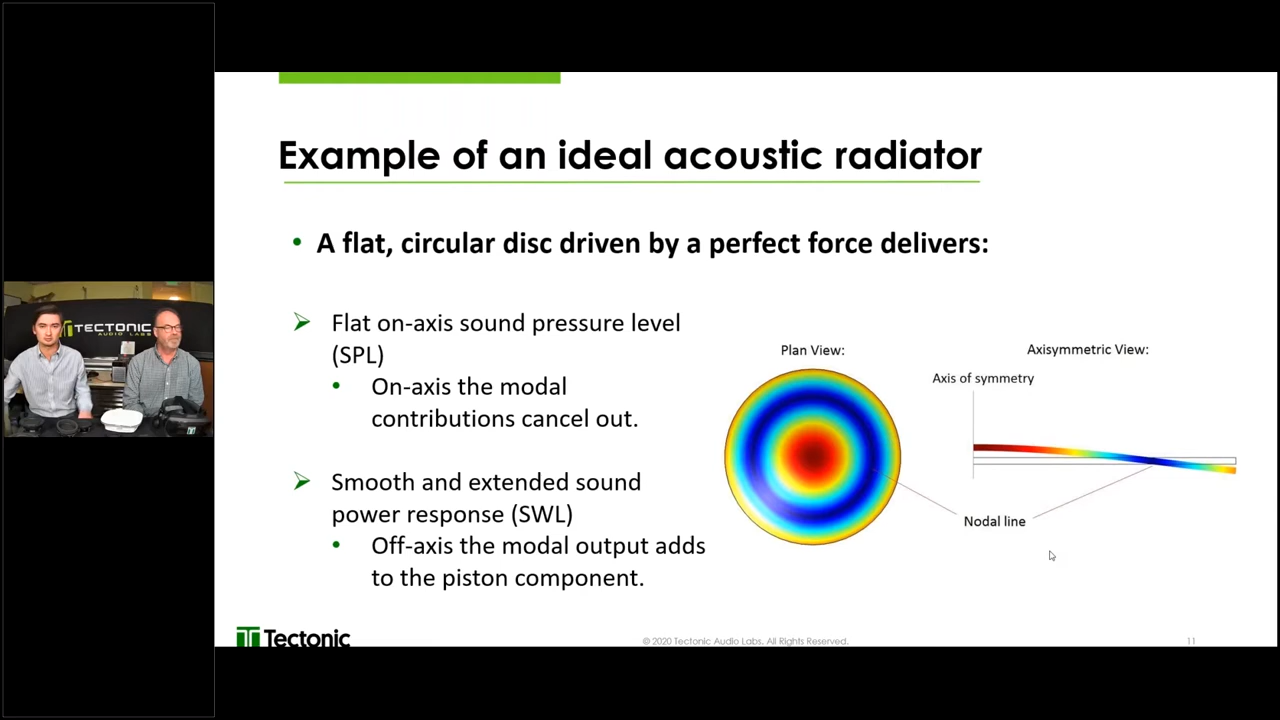 Example of an ideal acoustic radiator
• A flat, circular disc driven by a perfect force delivers:
Flat on-axis sound pressure level
(SPL)
• On-axis the modal
contributions cancel out.
Smooth and extended sound
power response (SWL)
• Off-axis the modal output adds
to the piston component.
Plan View:
Axisymmetric View:
Axis of symmetry
Nodal line
TECTONIC
AUDIO LABS
Tectonic
© 2020 Tectonic Audio Labs. All Rights Reserved.
11